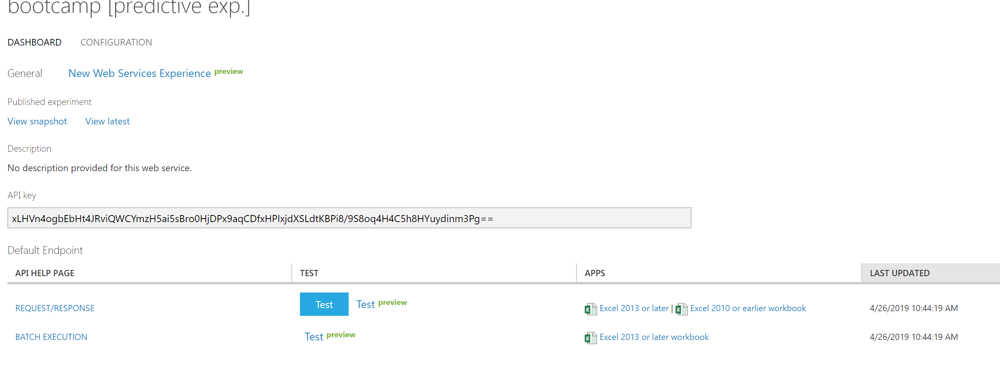 bootcamp [predictive exp.]
DASHBOARD CONFIGURATION
General New Web Services Experience preview
Published experiment
View snapshot View latest
Description
No description provided for this web service.
API key
xLHVn4ogbEbHt4JRviQWCYmzH5ai5sBro0HjDPx9aqCDfxHPlxjdXSLdtKBPi8/9S8oq4H4C5h8HYuydinm3Pg==
Default Endpoint
API HELP PAGE TEST APPS LAST UPDATED
REQUEST/RESPONSE Test Test preview Excel 2013 or later | Excel 2010 or earlier workbook 4/26/2019 10:44:19 AM
BATCH EXECUTION Test preview Excel 2013 or later workbook 4/26/2019 10:44:19 AM